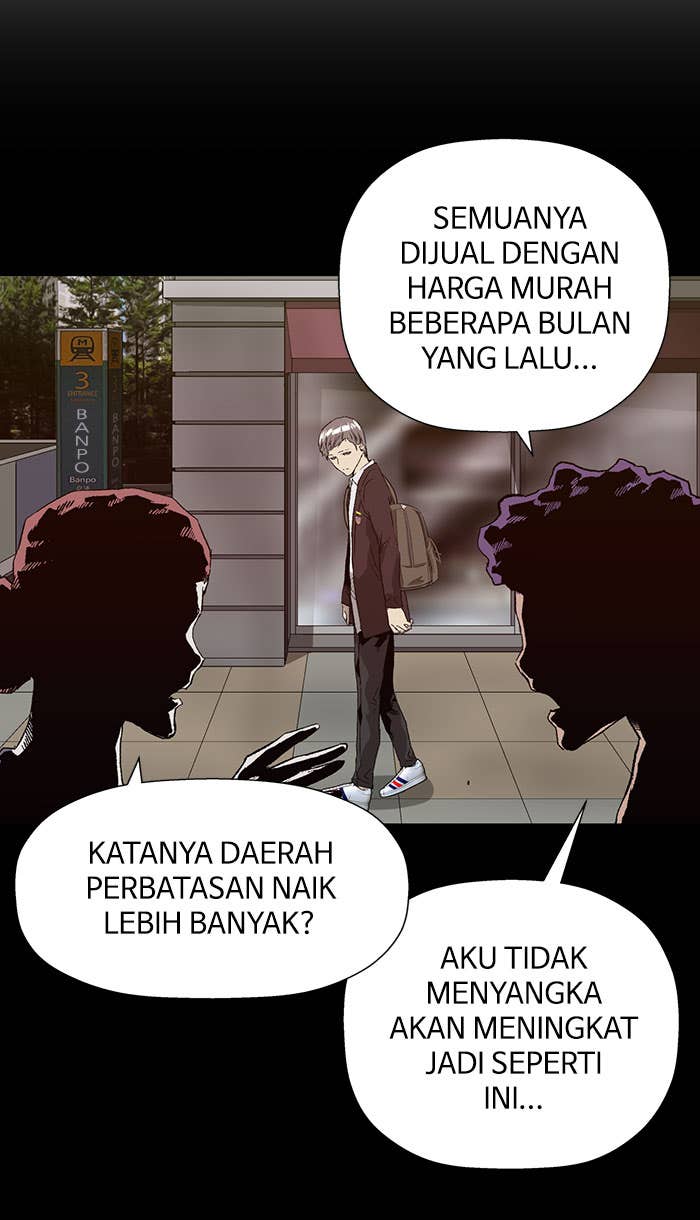 SEMUANYA
DIJUAL DENGAN
HARGA MURAH
BEBERAPA BULAN
YANG LALU...
M
3
ENTRANCE
BANPO
Banpo
BANPO
KATANYA DAERAH
PERBATASAN NAIK
LEBIH BANYAK?
AKU TIDAK
MENYANGKA
AKAN MENINGKAT
JADI SEPERTI
INI...